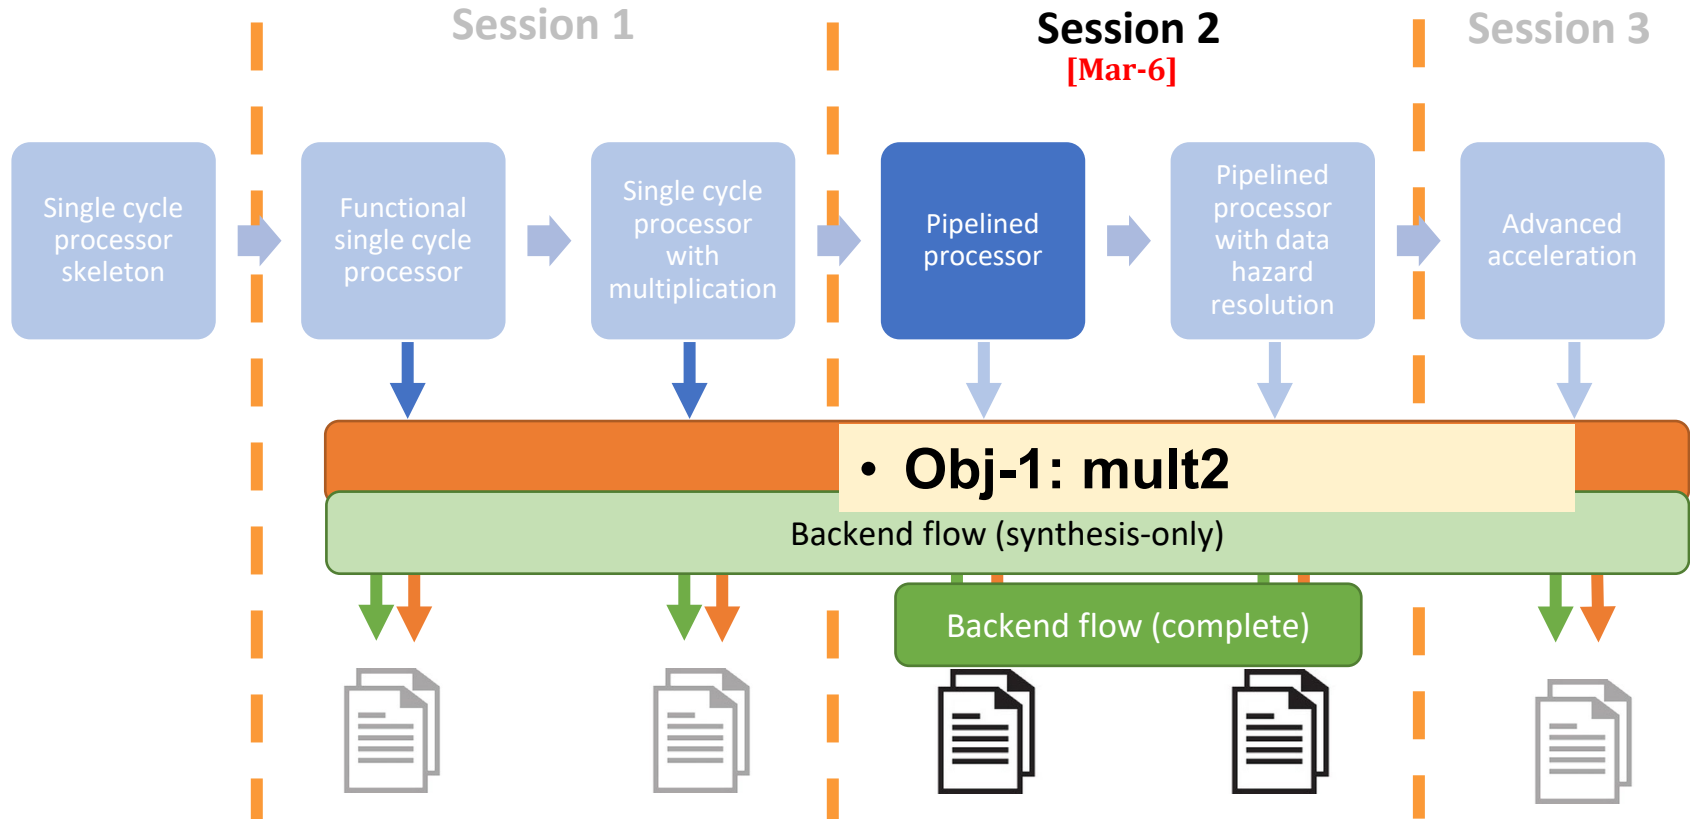 Session 1
Session 2
[Mar-6]
Session 3
Single cycle
processor
skeleton
Functional
single cycle
processor
Single cycle
processor
with
multiplication
Pipelined
processor
Pipelined
processor
with data
hazard
resolution
Advanced
acceleration
• Obj-1: mult2
Backend flow (synthesis-only)
Backend flow (complete)